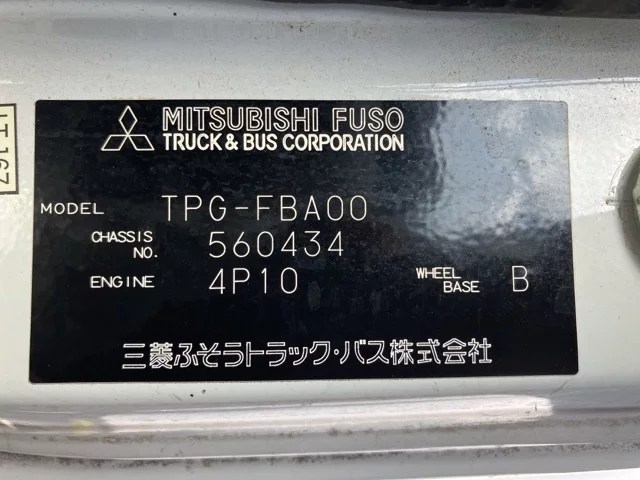 MITSUBISHI FUSO
TRUCK & BUS CORPORATION
MODEL TPG-FBA00
CHASSIS NO. 560434
ENGINE 4P10 WHEEL BASE B
三菱ふそうトラック・バス株式会社